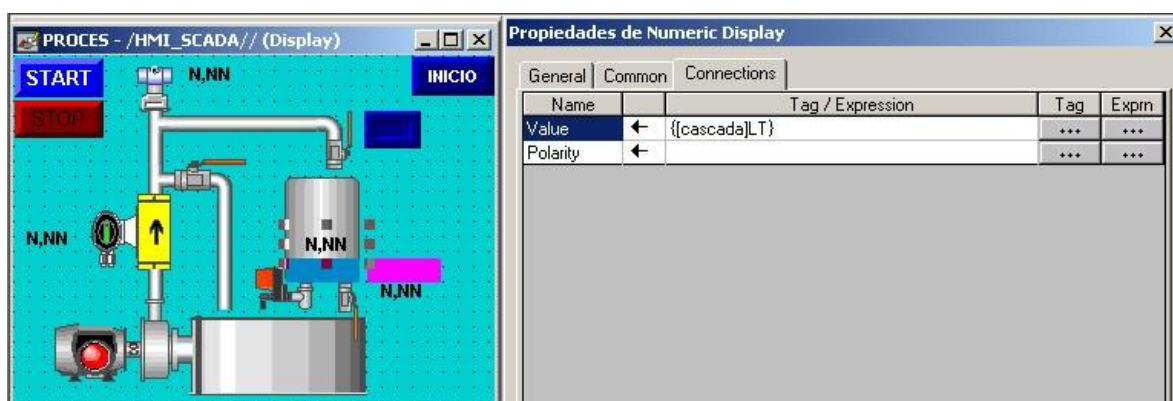 PROCES - /HMI_SCADA// (Display)
START
N,NN
INICIO
STOP
N,NN
N,NN
N,NN
Propiedades de Numeric Display
General
Common
Connections
Name
Tag / Expression
Tag
Exprn
Value
{[cascada]LT}
...
...
Polarity
...
...